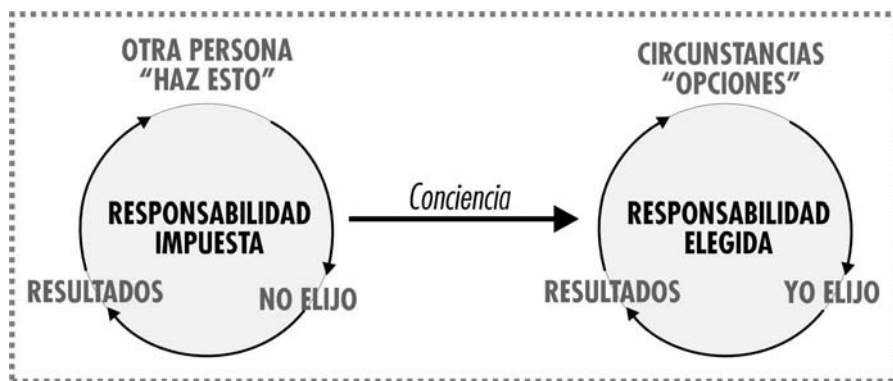 OTRA PERSONA
“HAZ ESTO”
RESPONSABILIDAD
IMPUESTA
RESULTADOS
NO ELIJO
Conciencia
CIRCUNSTANCIAS
“OPCIONES”
RESPONSABILIDAD
ELEGIDA
RESULTADOS
YO ELIJO